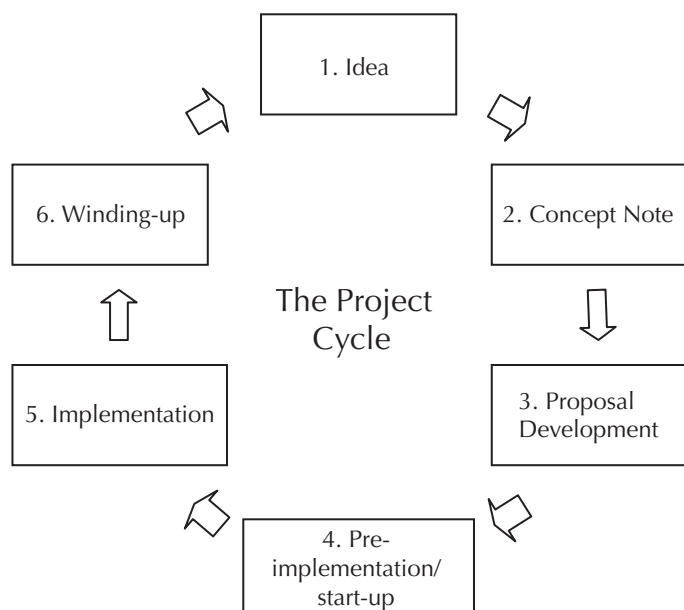 1. Idea
2. Concept Note
3. Proposal
Development
4. Pre-
implementation/
start-up
5. Implementation
6. Winding-up
The Project
Cycle